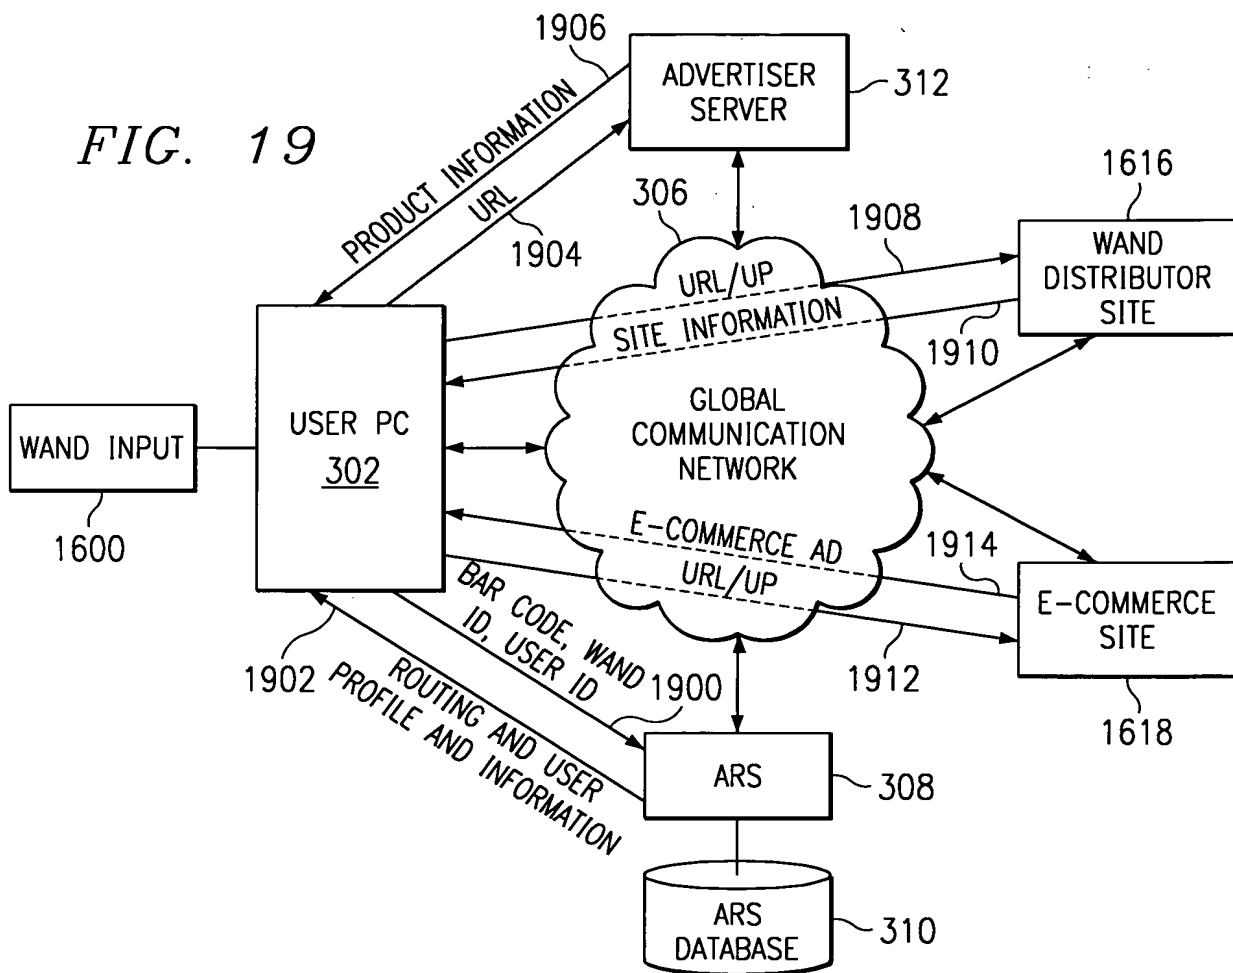 FIG. 19
1906
ADVERTISER
SERVER
312
PRODUCT INFORMATION
URL
1904
306
1908
1616
WAND
DISTRIBUTOR
SITE
URL/UP
SITE INFORMATION
1910
USER PC
302
WAND INPUT
1600
GLOBAL
COMMUNICATION
NETWORK
E-COMMERCE AD
URL/UP
1914
E-COMMERCE
SITE
1912
1618
BAR CODE, WAND
ID, USER ID
1900
1902
ROUTING AND USER
PROFILE AND INFORMATION
ARS
308
ARS
DATABASE
310